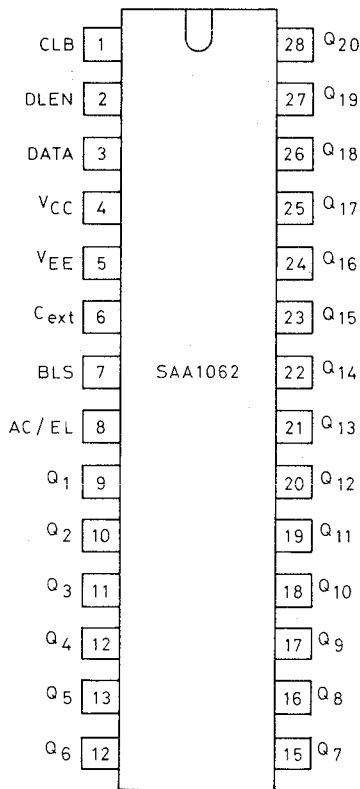 CLB 1 28 Q20
DLEN 2 27 Q19
DATA 3 26 Q18
VCC 4 25 Q17
VEE 5 24 Q16
Cext 6 23 Q15
BLS 7 SAA1062 22 Q14
AC/EL 8 21 Q13
Q1 9 20 Q12
Q2 10 19 Q11
Q3 11 18 Q10
Q4 12 17 Q9
Q5 13 16 Q8
Q6 12 15 Q7